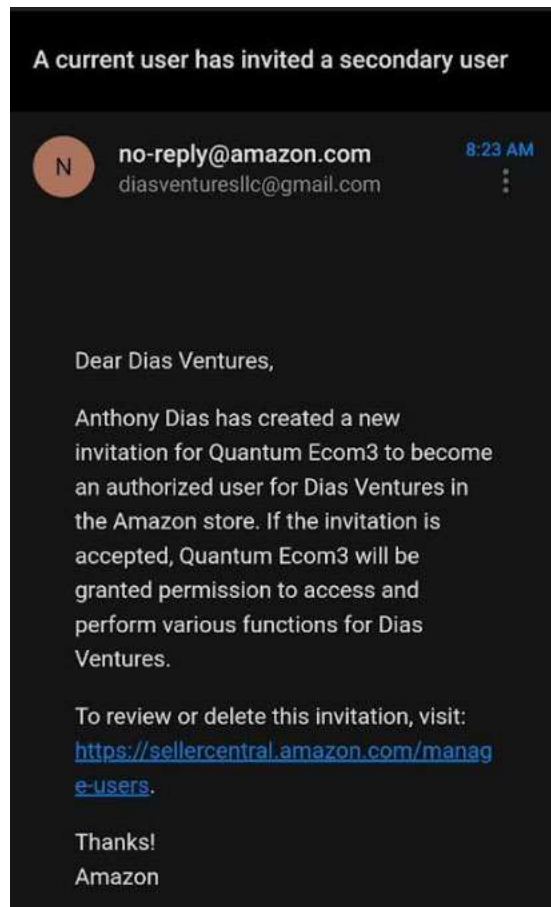 A current user has invited a secondary user
N
no-reply@amazon.com
8:23 AM
diasventuresllc@gmail.com
Dear Dias Ventures,
Anthony Dias has created a new
invitation for Quantum Ecom3 to become
an authorized user for Dias Ventures in
the Amazon store. If the invitation is
accepted, Quantum Ecom3 will be
granted permission to access and
perform various functions for Dias
Ventures.
To review or delete this invitation, visit:
https://sellercentral.amazon.com/manag
e-users.
Thanks!
Amazon